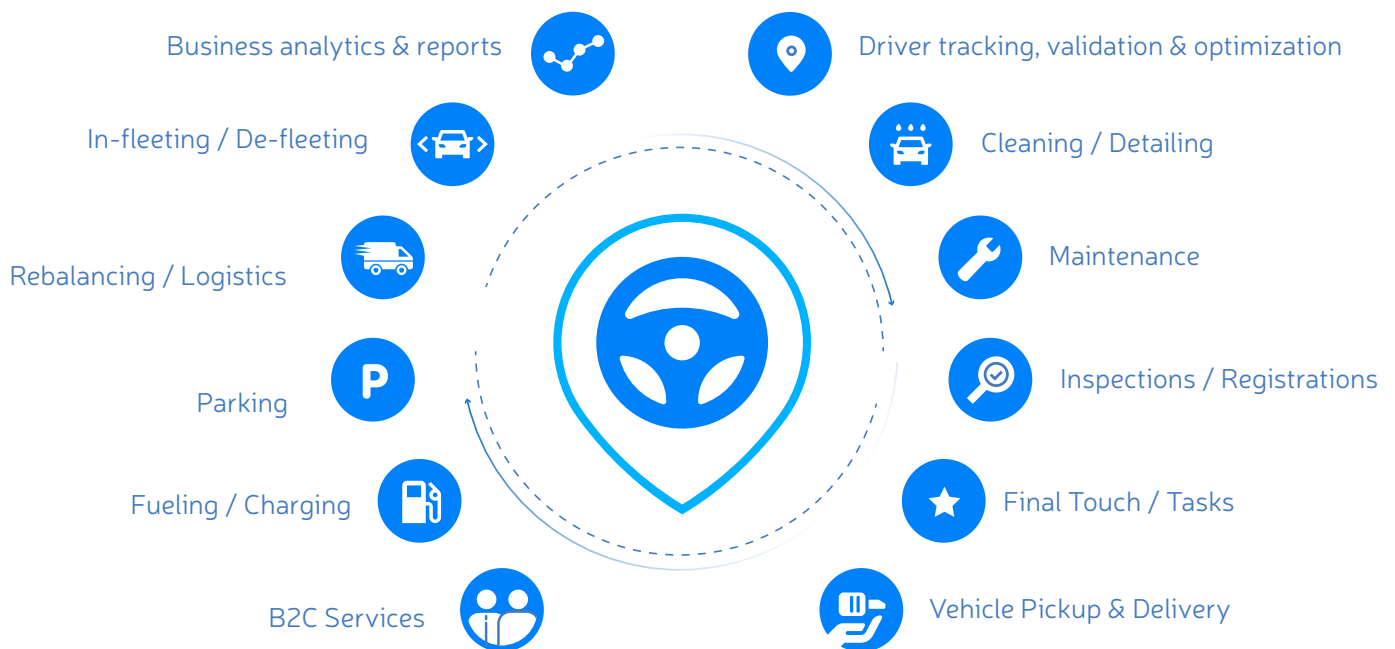 Business analytics & reports
Driver tracking, validation & optimization
In-fleeting / De-fleeting
Cleaning / Detailing
Rebalancing / Logistics
Maintenance
P
Parking
Inspections / Registrations
Fueling / Charging
Final Touch / Tasks
B2C Services
Vehicle Pickup & Delivery